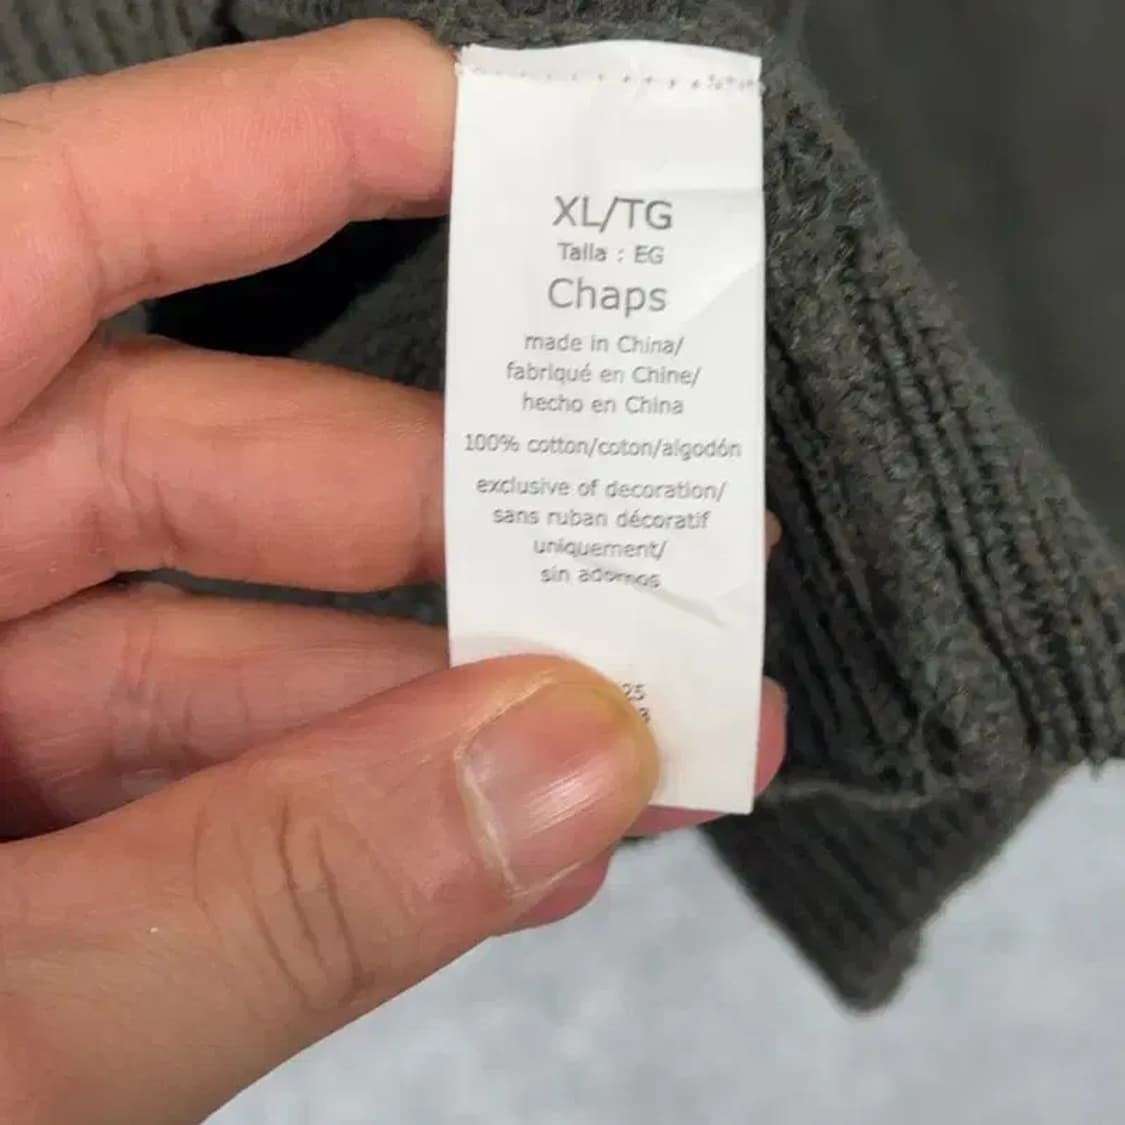 XL/TG
Talla : EG
Chaps
made in China/
fabriqué en Chine/
hecho en China
100% cotton/coton/algodón
exclusive of decoration/
sans ruban décoratif
uniquement/
sin adornos
25